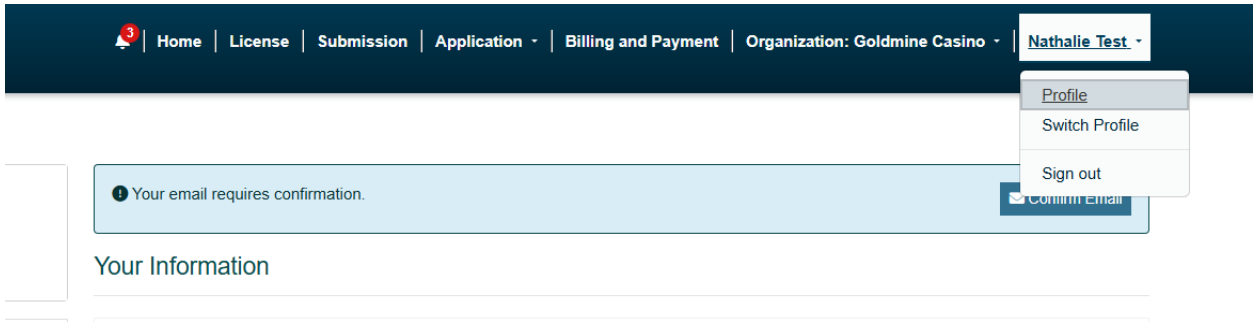 3 | Home | License | Submission | Application | Billing and Payment | Organization: Goldmine Casino | Nathalie Test
Profile
Switch Profile
Sign out
Your email requires confirmation.
Confirm Email
Your Information